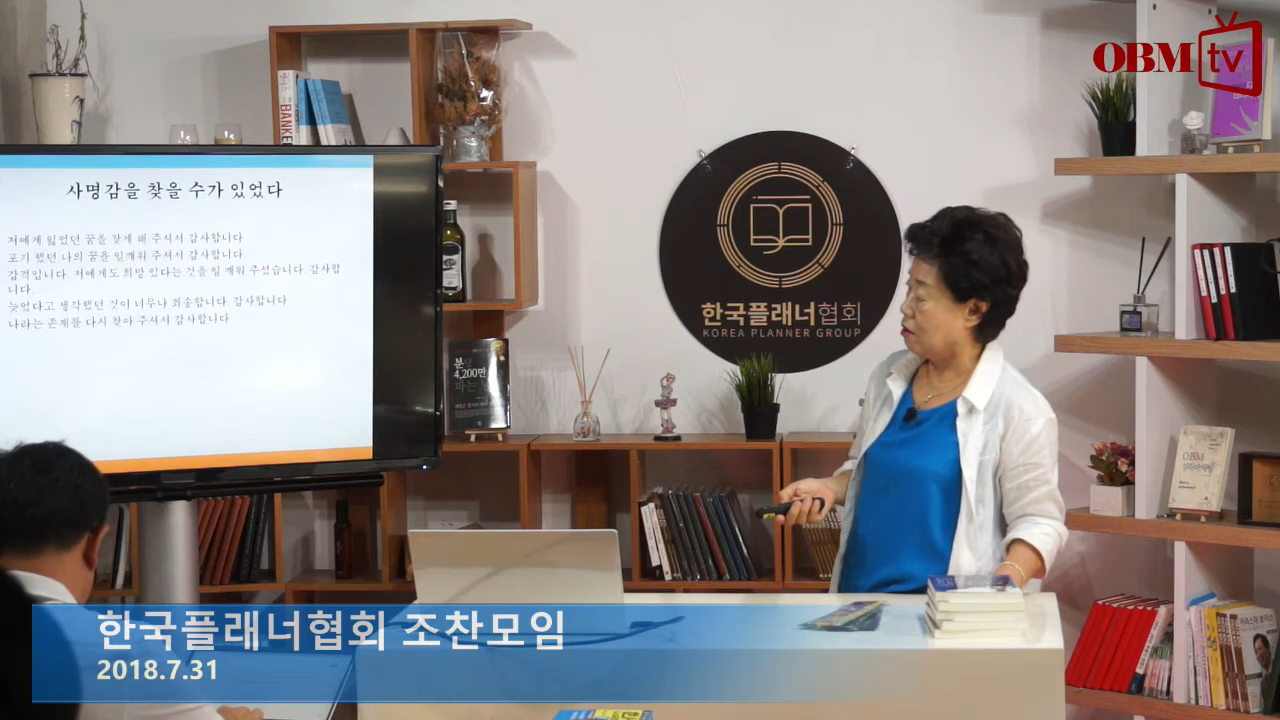 OBM tv
사명감을 찾을 수가 있었다
저에게 잃었던 꿈을 찾게 해 주셔서 감사합니다
포기 했던 나의 꿈을 일깨워 주셔서 감사합니다
감격입니다. 저에게도 희망 있다는 것을 일 깨워 주셨습니다. 감사합
니다.
늦었다고 생각했던 것이 너무나 죄송합니다. 감사합니다
나라는 존재를 다시 찾아 주셔서 감사합니다
한국플래너협회
KOREA PLANNER GROUP
BANKE
4,200만
OBM
한국플래너협회 조찬모임
2018.7.31